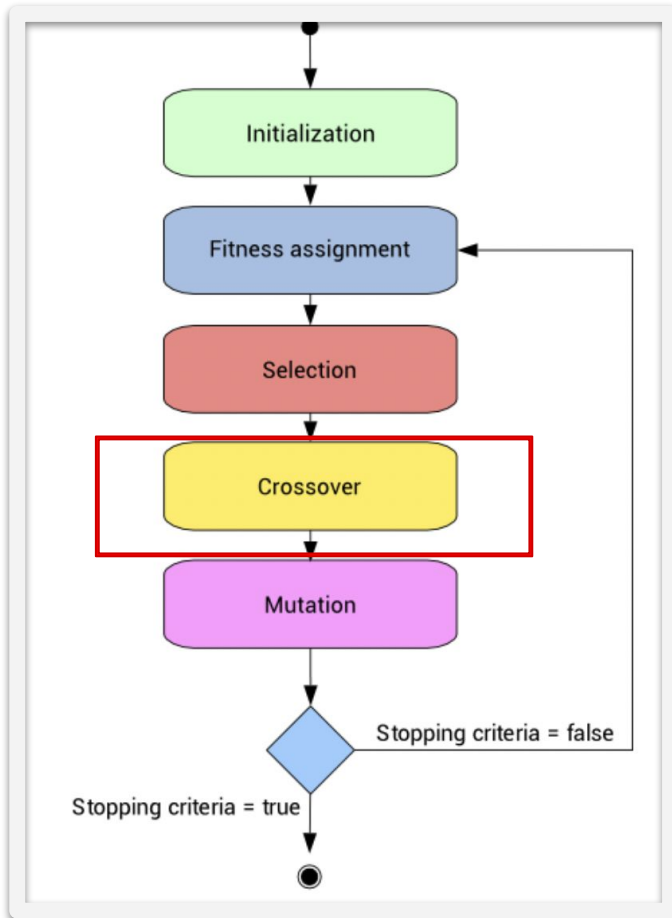 Initialization
Fitness assignment
Selection
Crossover
Mutation
Stopping criteria = false
Stopping criteria = true